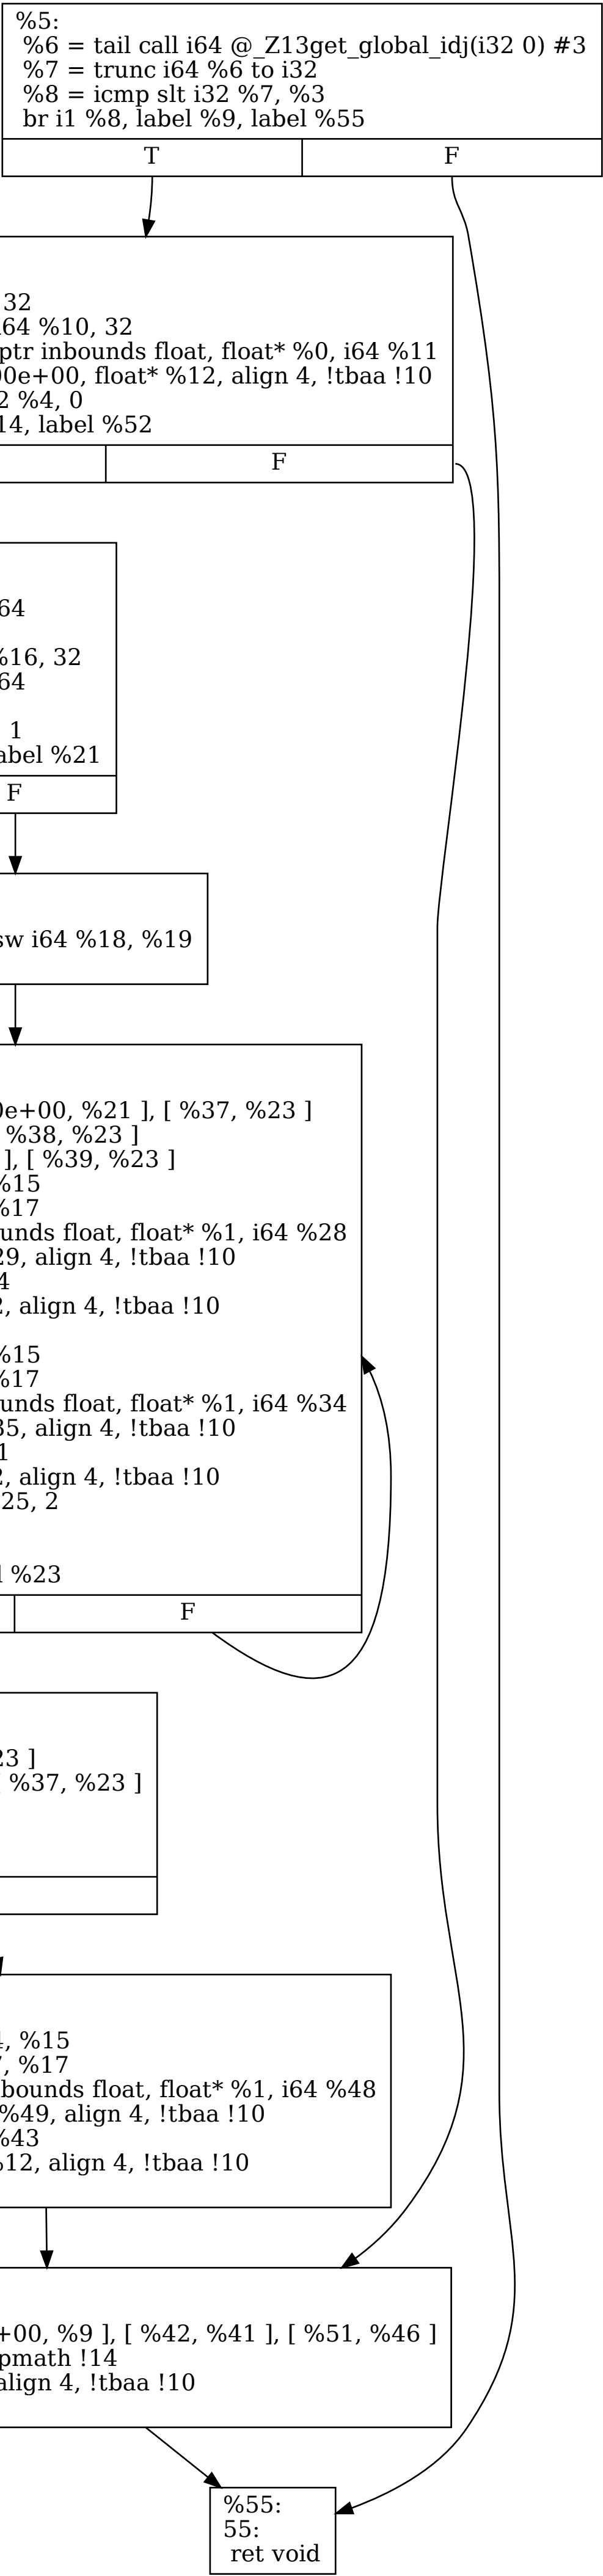 %5:
%6 = tail call i64 @_Z13get_global_idj(i32 0) #3
%7 = trunc i64 %6 to i32
%8 = icmp slt i32 %7, %3
br i1 %8, label %9, label %55
T F
32
i64 %10, 32
ptr inbounds float, float* %0, i64 %11
00e+00, float* %12, align 4, !tbaa !10
2 %4, 0
14, label %52
F
64
%16, 32
64
1
label %21
F
sw i64 %18, %19
0e+00, %21 ], [ %37, %23 ]
%38, %23 ]
], [ %39, %23 ]
%15
%17
unds float, float* %1, i64 %28
29, align 4, !tbaa !10
4
2, align 4, !tbaa !10
%15
%17
unds float, float* %1, i64 %34
35, align 4, !tbaa !10
1
2, align 4, !tbaa !10
25, 2
l %23
F
23 ]
%37, %23 ]
4, %15
7, %17
bounds float, float* %1, i64 %48
%49, align 4, !tbaa !10
%43
%12, align 4, !tbaa !10
+00, %9 ], [ %42, %41 ], [ %51, %46 ]
pmath !14
align 4, !tbaa !10
%55:
55:
ret void